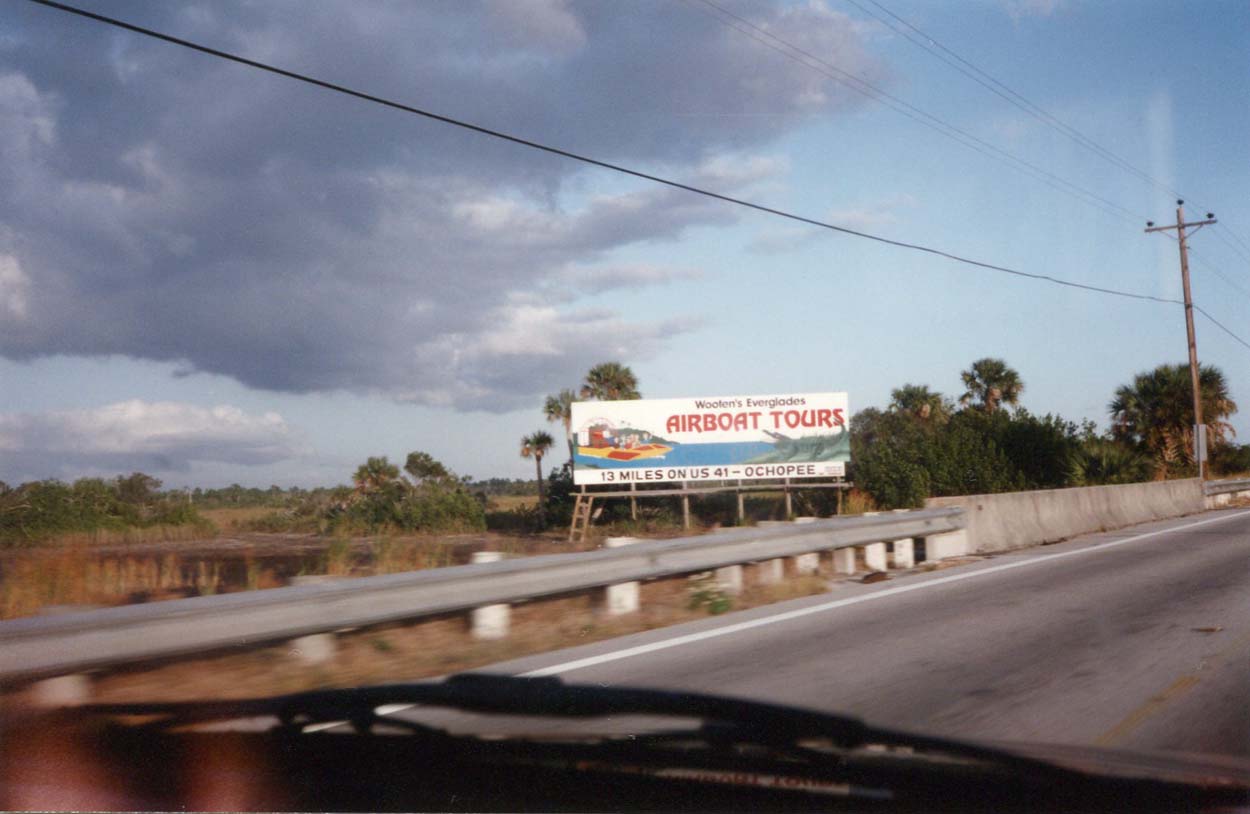 Wooten's Everglades
AIRBOAT TOURS
13 MILES ON US 41 - OCHOPEE